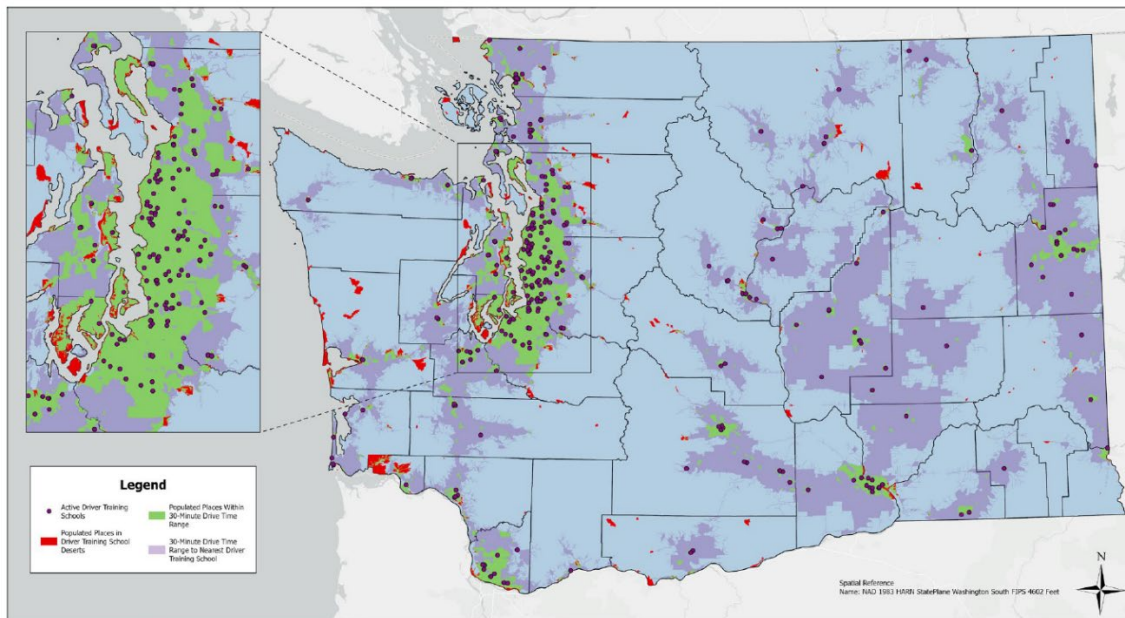 Legend
Active Driver Training
Schools
Populated Places in
Driver Training School
Deserts
Populated Places Within
30-Minute Drive Time
Range
30-Minute Drive Time
Range to Nearest Driver
Training School
N
Spatial Reference
Name: NAD 1983 HARN StatePlane Washington South FIPS 4602 Feet